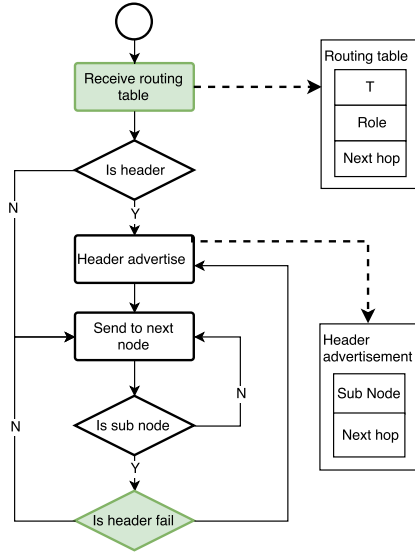 Receive routing
table
Routing table
T
Role
Next hop
Is header
N
Y
Header advertise
Send to next
node
Header
advertisement
Sub Node
Next hop
N
Is sub node
N
Y
Is header fail